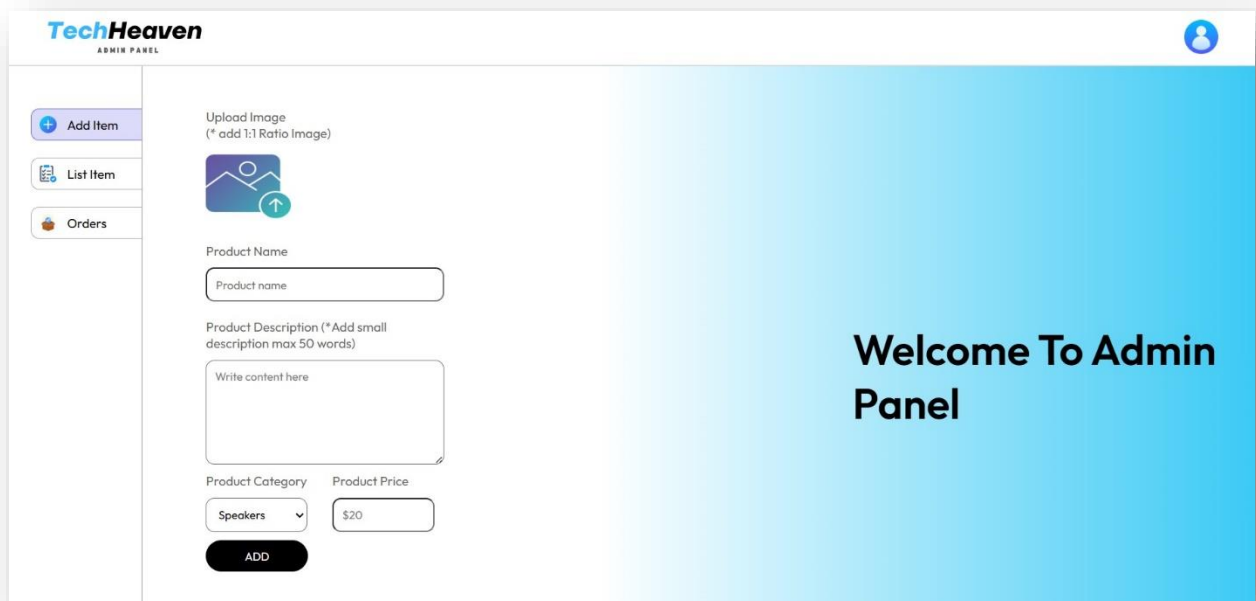 TechHeaven
ADMIN PANEL
Add Item
List Item
Orders
Upload Image
(* add 1:1 Ratio Image)
Product Name
Product name
Product Description (*Add small
description max 50 words)
Write content here
Product Category
Product Price
Speakers
$20
ADD
Welcome To Admin
Panel